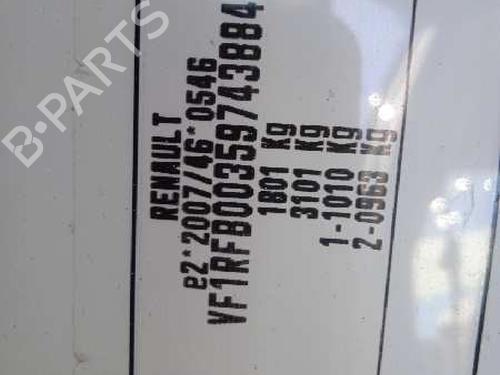 RENAULT
e2*2007/46*0546
VF1RFB00359743884
1801 Kg
3101 Kg
1-1010 Kg
2-0963 Kg
B-PARTS